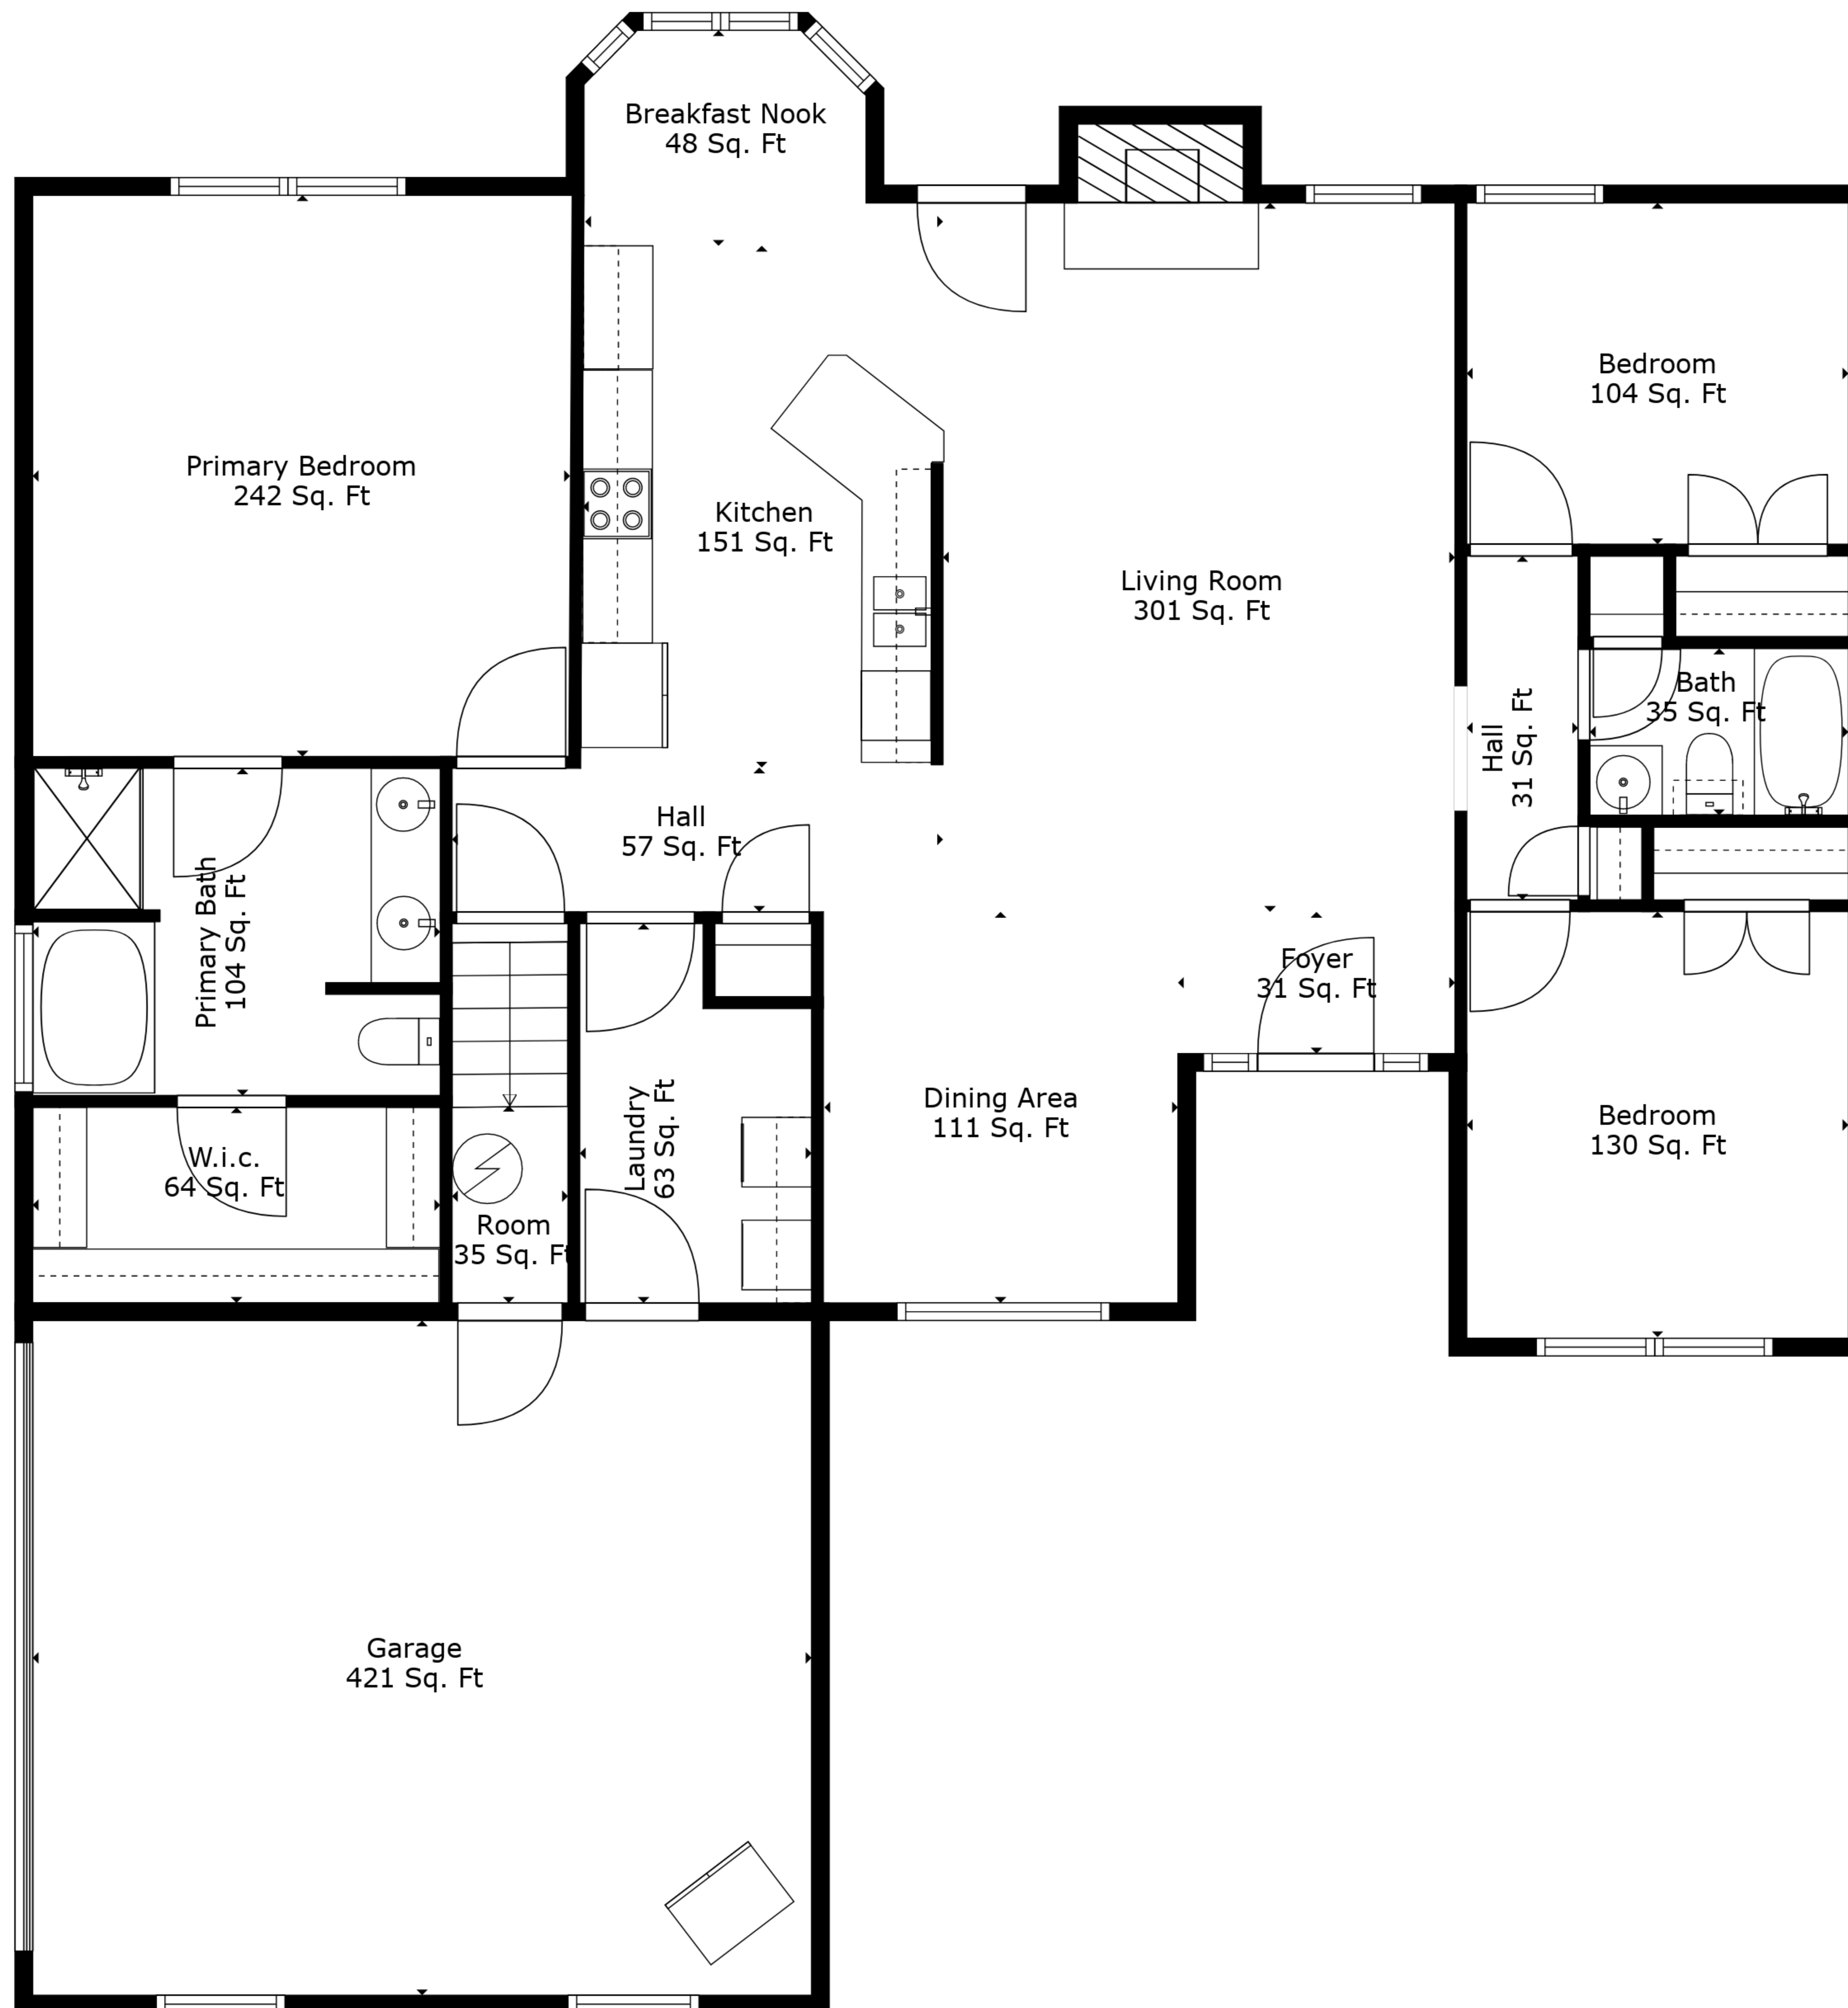 Breakfast Nook
48 Sq. Ft
Bedroom
104 Sq. Ft
Primary Bedroom
242 Sq. Ft
Kitchen
151 Sq. Ft
Living Room
301 Sq. Ft
Bath
35 Sq. Ft
Hall
31 Sq. Ft
Hall
57 Sq. Ft
Primary Bath
104 Sq. Ft
Foyer
31 Sq. Ft
Dining Area
111 Sq. Ft
Bedroom
130 Sq. Ft
Laundry
63 Sq. Ft
W.i.c.
64 Sq. Ft
Room
35 Sq. Ft
Garage
421 Sq. Ft